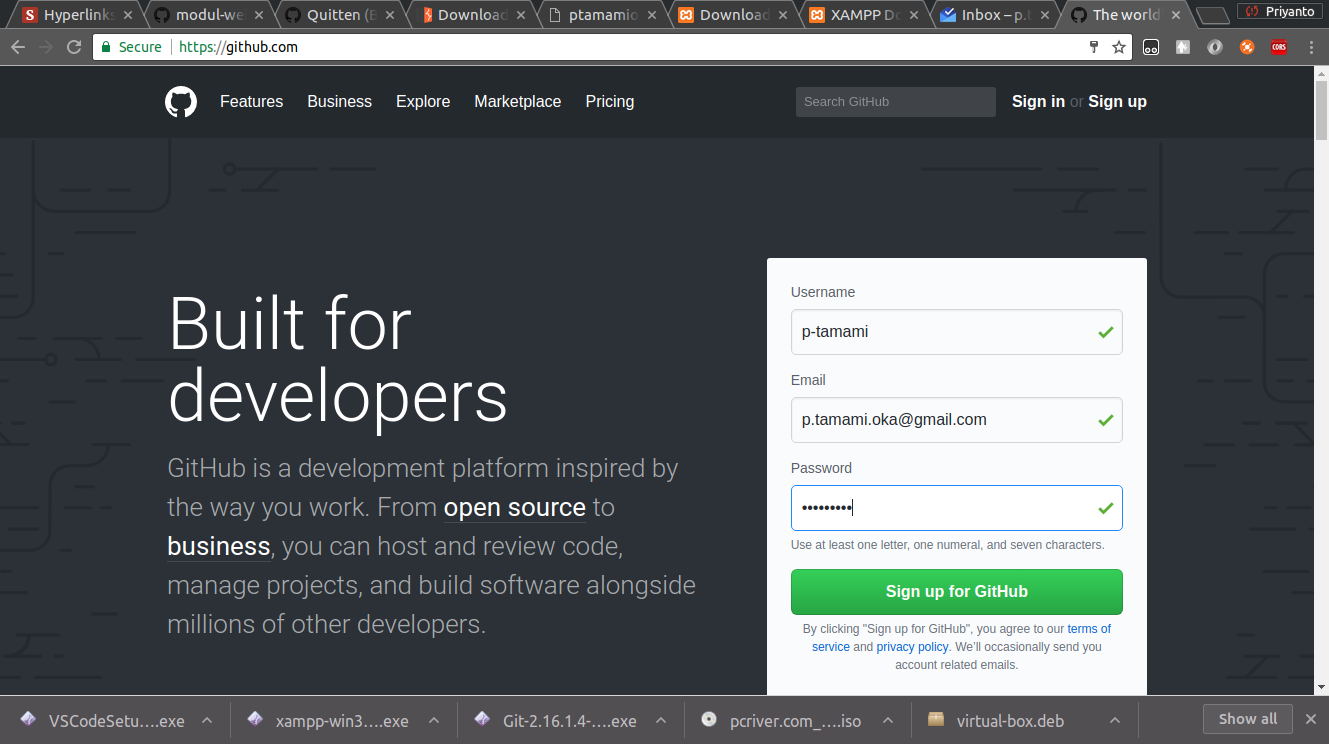 Hyperlinks modul-we Quitten (B Download ptamamio Download XAMPP Do Inbox – p.t The world Priyanto
Secure https://github.com CORS
Features Business Explore Marketplace Pricing Search GitHub Sign in or Sign up
Built for
developers
GitHub is a development platform inspired by
the way you work. From open source to
business, you can host and review code,
manage projects, and build software alongside
millions of other developers.
Username
p-tamami
Email
p.tamami.oka@gmail.com
Password
•••••••••
Use at least one letter, one numeral, and seven characters.
Sign up for GitHub
By clicking "Sign up for GitHub", you agree to our terms of
service and privacy policy. We'll occasionally send you
account related emails.
VSCodeSetu….exe xampp-win3….exe Git-2.16.1.4-….exe pcriver.com_….iso virtual-box.deb Show all